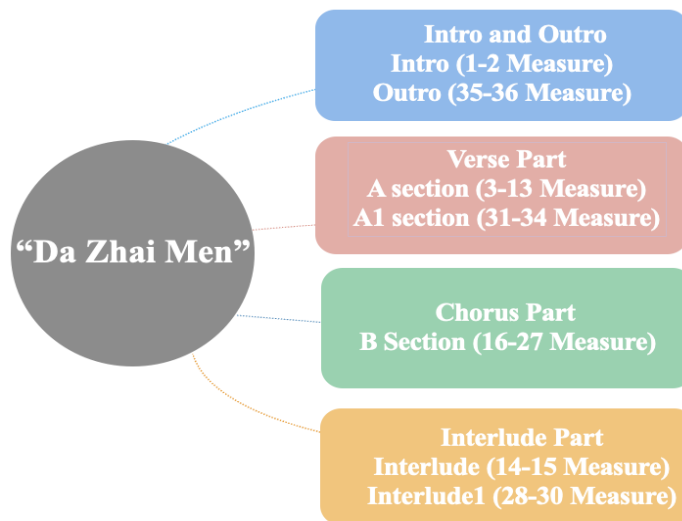 “Da Zhai Men”
Intro and Outro
Intro (1-2 Measure)
Outro (35-36 Measure)
Verse Part
A section (3-13 Measure)
A1 section (31-34 Measure)
Chorus Part
B Section (16-27 Measure)
Interlude Part
Interlude (14-15 Measure)
Interlude1 (28-30 Measure)